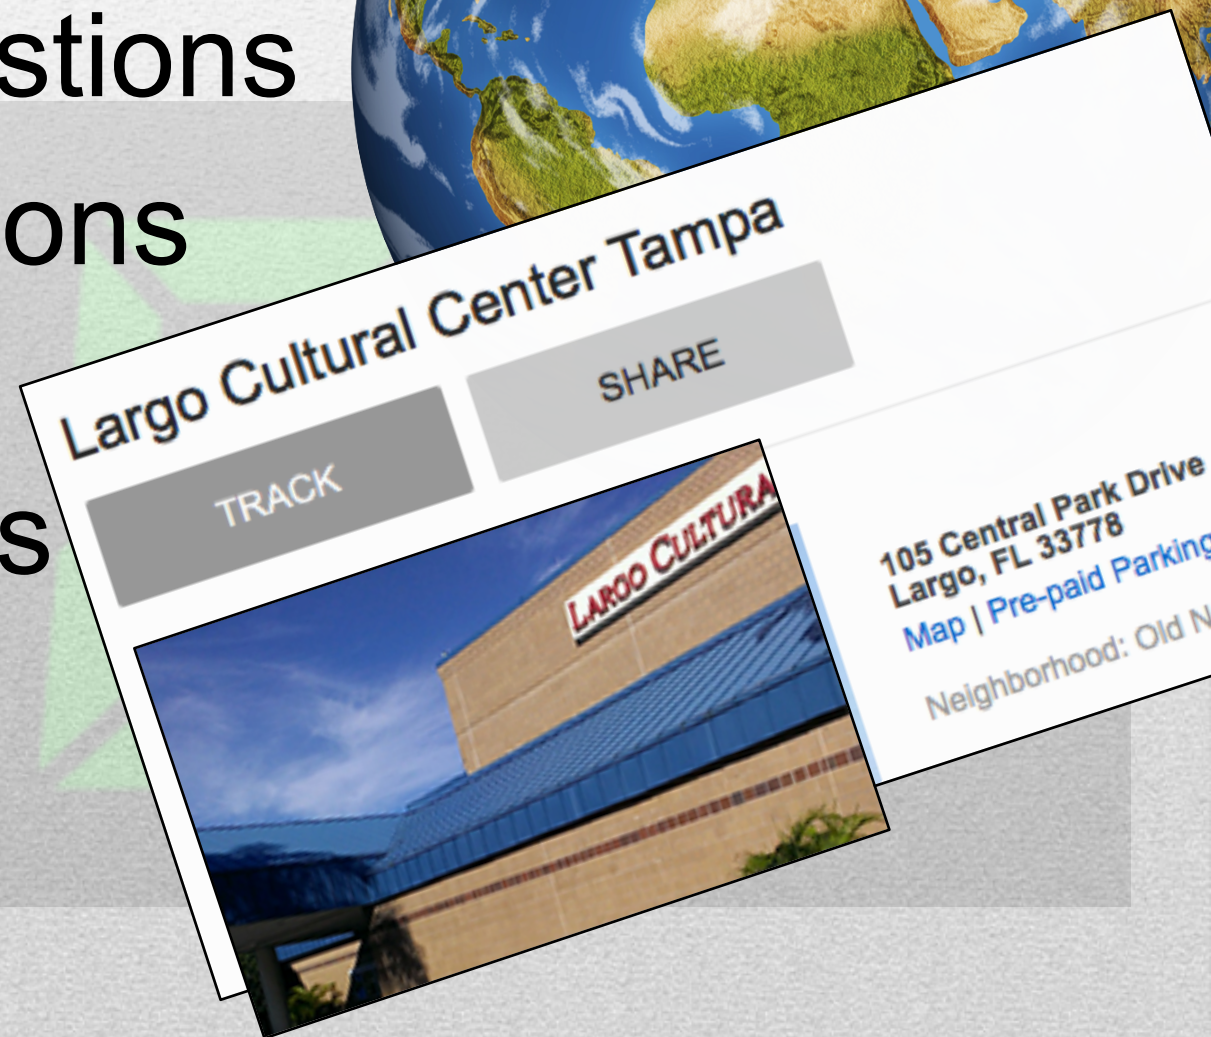 stions
ons
s
Largo Cultural Center Tampa
TRACK
SHARE
LARGO CULTURA
105 Central Park Drive
Largo, FL 33778
Map | Pre-paid Parking
Neighborhood: Old N